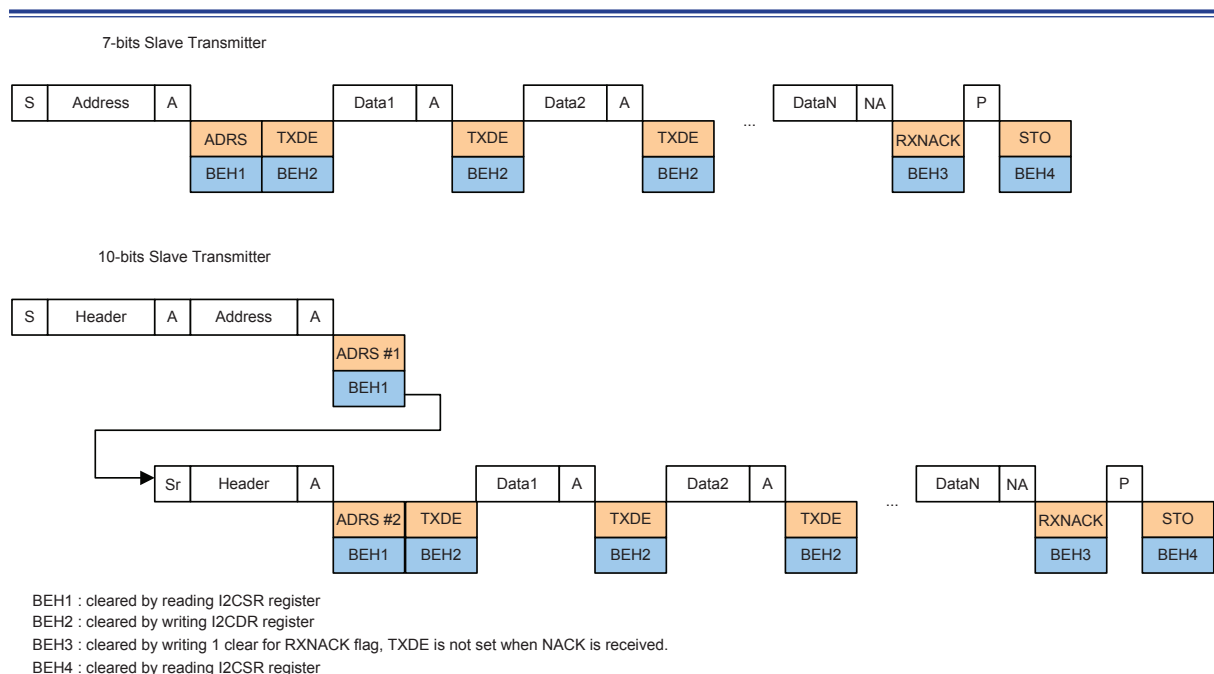 7-bits Slave Transmitter
S Address A Data1 A Data2 A ... DataN NA P
ADRS TXDE TXDE TXDE RXNACK STO
BEH1 BEH2 BEH2 BEH2 BEH3 BEH4
10-bits Slave Transmitter
S Header A Address A
ADRS #1
BEH1
Sr Header A Data1 A Data2 A ... DataN NA P
ADRS #2 TXDE TXDE TXDE RXNACK STO
BEH1 BEH2 BEH2 BEH2 BEH3 BEH4
BEH1 : cleared by reading I2CSR register
BEH2 : cleared by writing I2CDR register
BEH3 : cleared by writing 1 clear for RXNACK flag, TXDE is not set when NACK is received.
BEH4 : cleared by reading I2CSR register